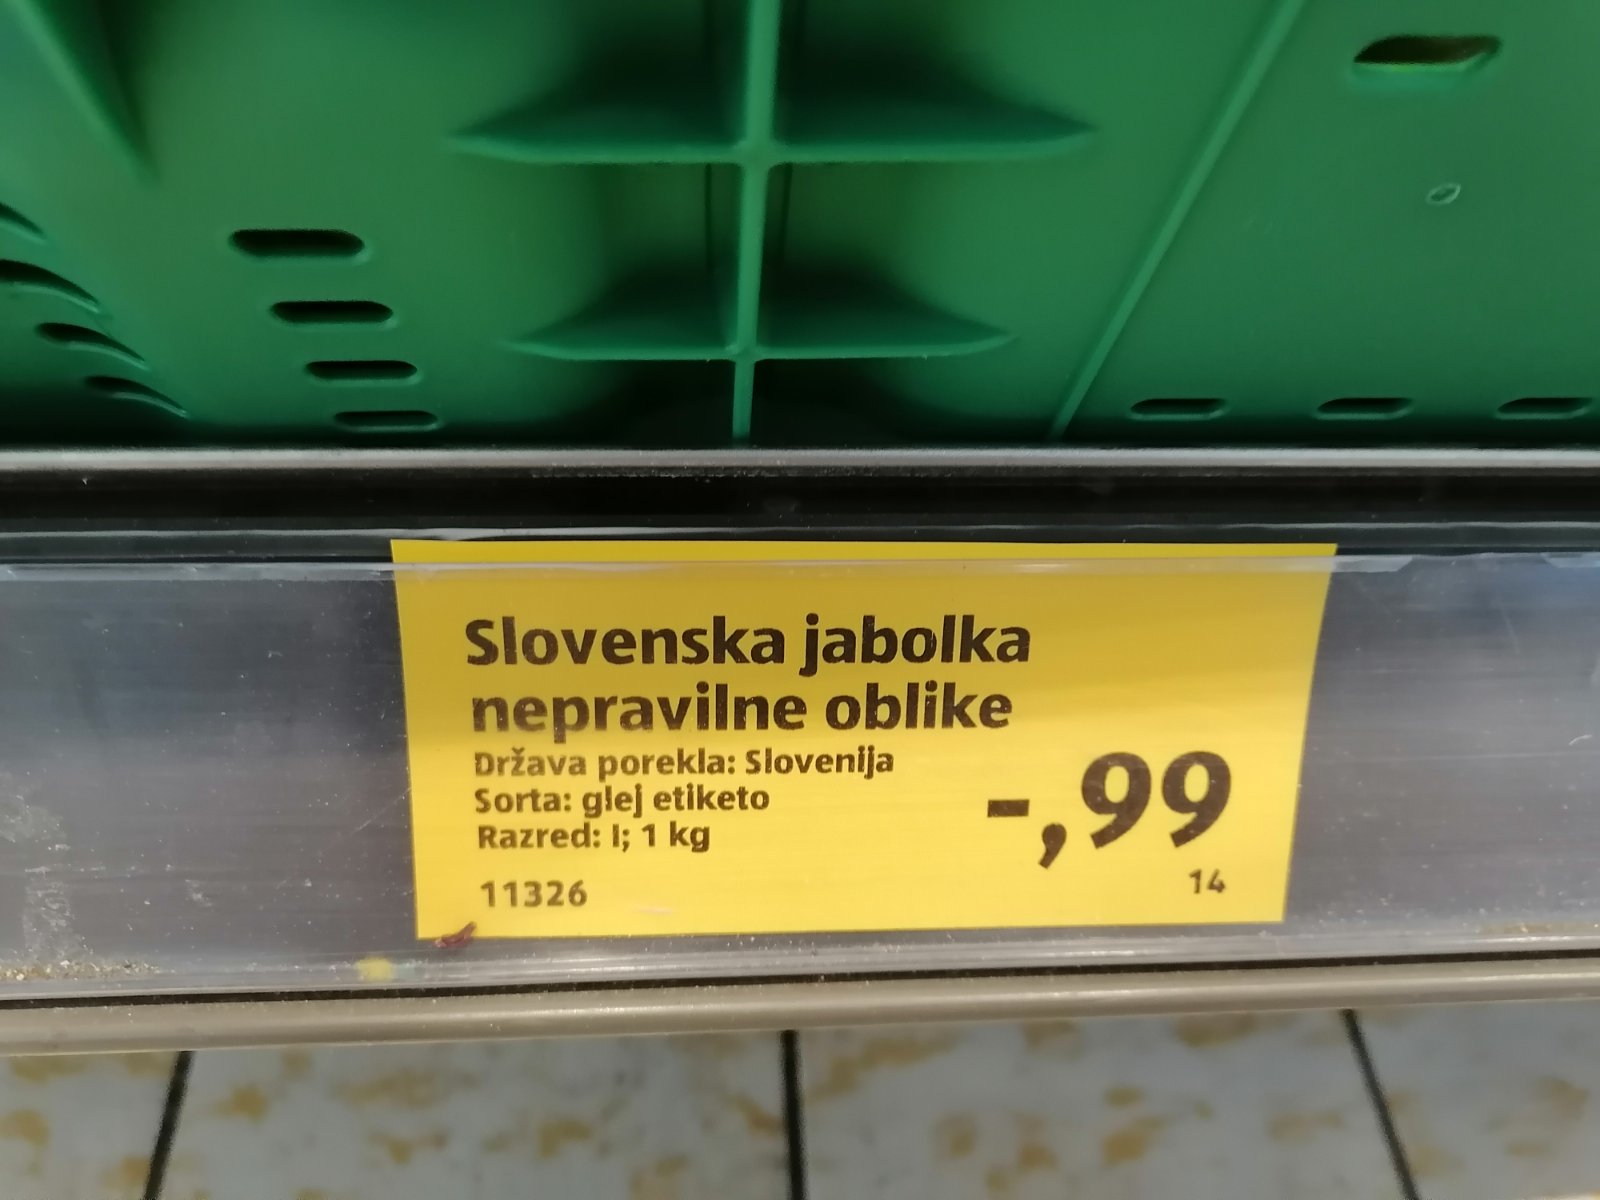 Slovenska jabolka
nepravilne oblike
Država porekla: Slovenija
Sorta: glej etiketo
Razred: I; 1 kg
-,99
11326
14